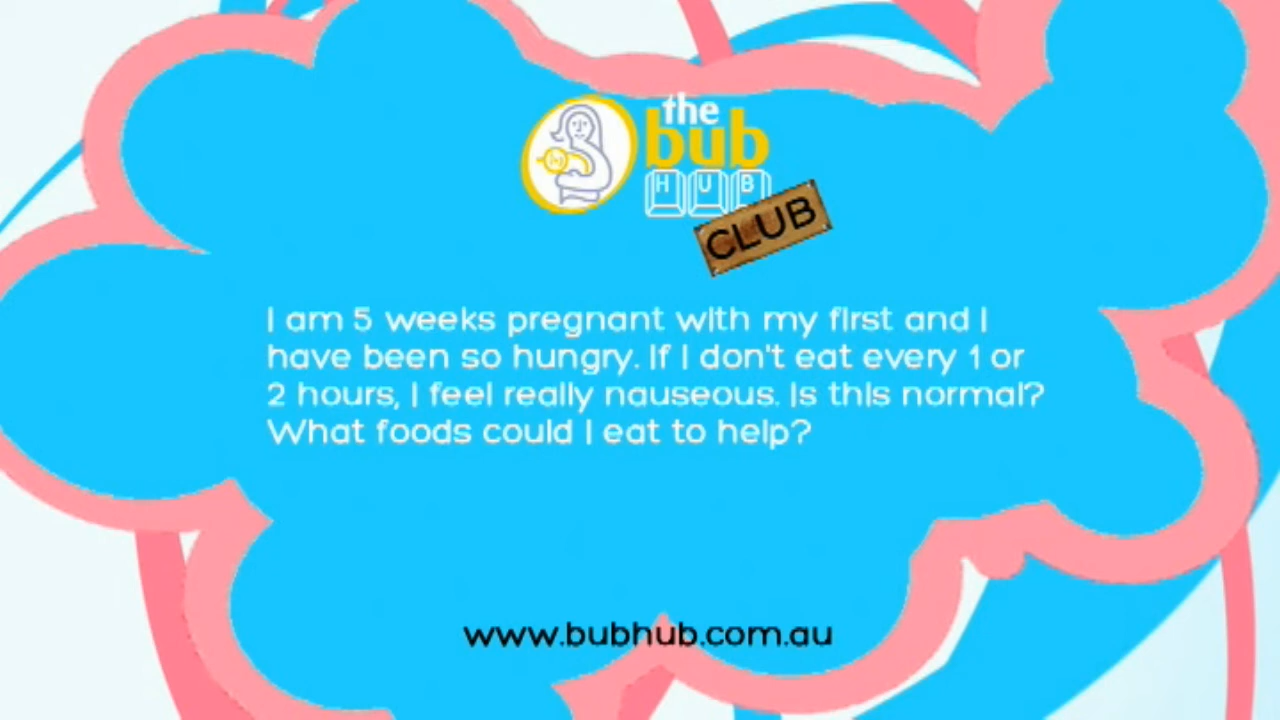 the
bub
HUB
CLUB
I am 5 weeks pregnant with my first and I
have been so hungry. If I don't eat every 1 or
2 hours, I feel really nauseous. Is this normal?
What foods could I eat to help?
www.bubhub.com.au